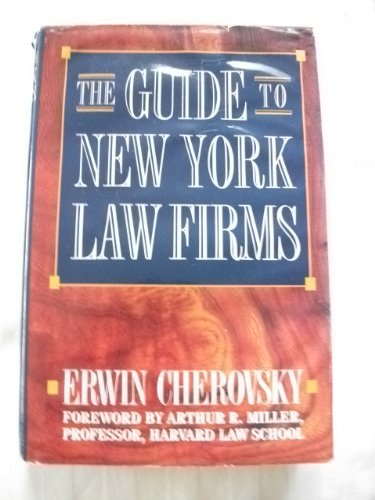 THE GUIDE TO
NEW YORK
LAW FIRMS
ERWIN CHEROVSKY
FOREWORD BY ARTHUR R. MILLER,
PROFESSOR, HARVARD LAW SCHOOL